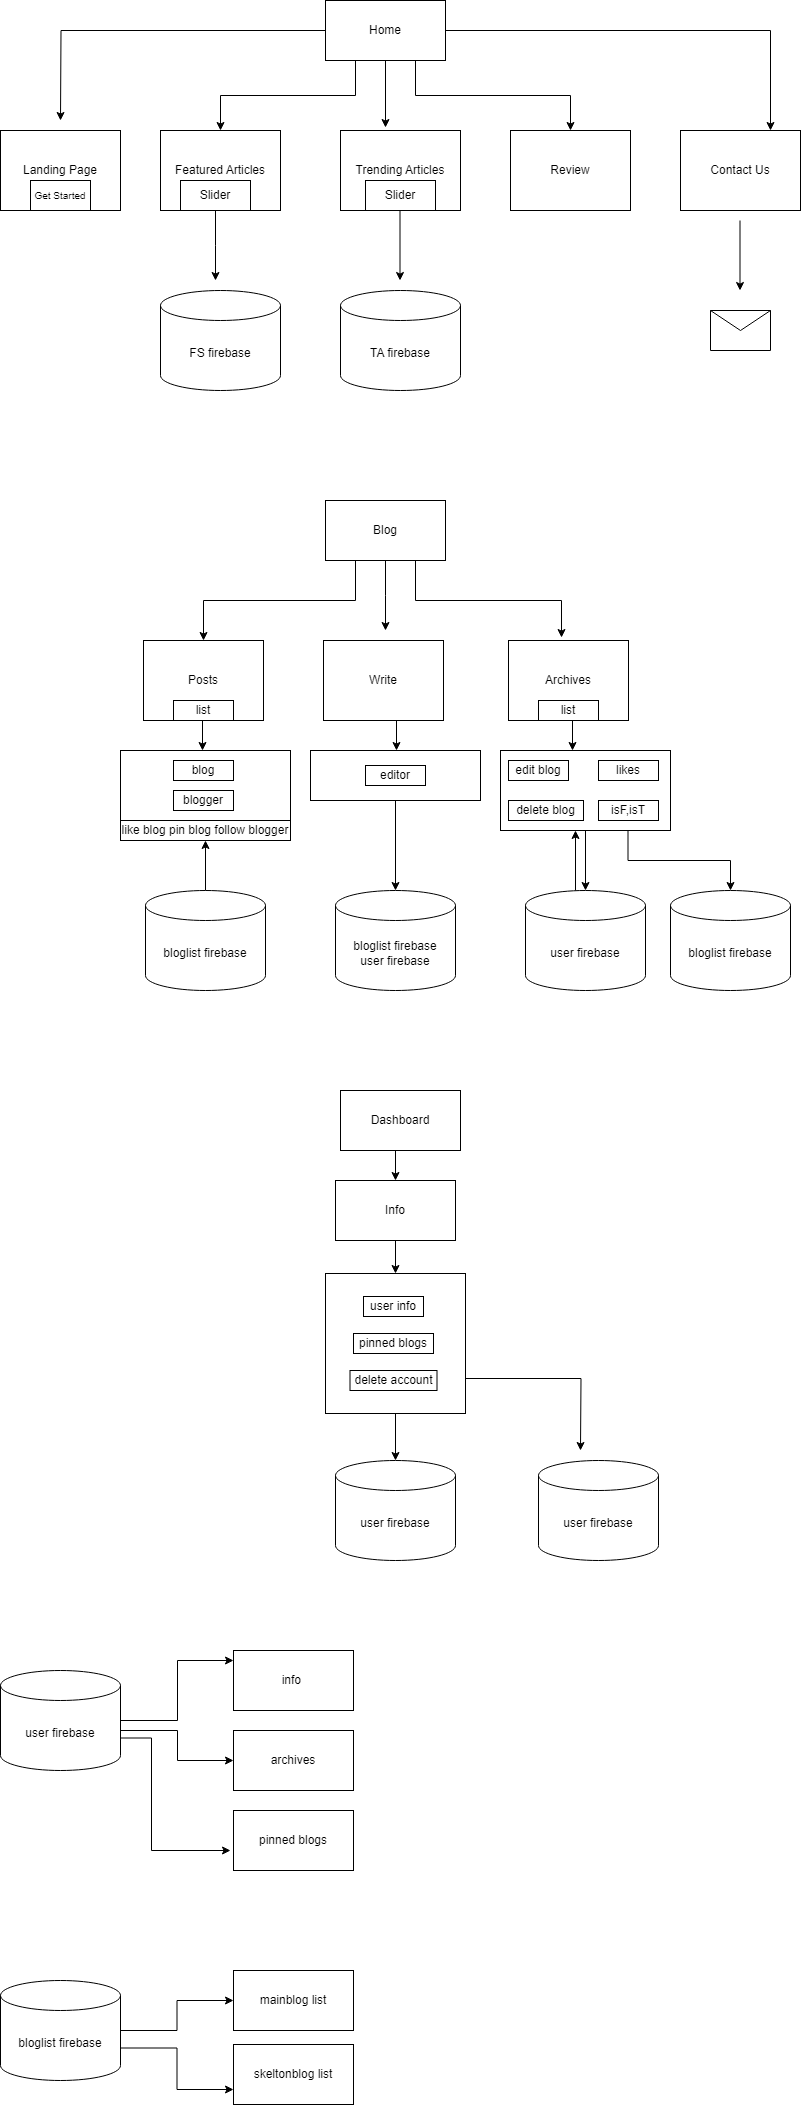 Home
Landing Page
Get Started
Featured Articles
Slider
Trending Articles
Slider
Review
Contact Us
FS firebase
TA firebase
Blog
Posts
list
Write
Archives
list
blog
blogger
like blog pin blog follow blogger
editor
edit blog
likes
delete blog
isF,isT
bloglist firebase
bloglist firebase
user firebase
user firebase
bloglist firebase
Dashboard
Info
user info
pinned blogs
delete account
user firebase
user firebase
user firebase
info
archives
pinned blogs
bloglist firebase
mainblog list
skeltonblog list